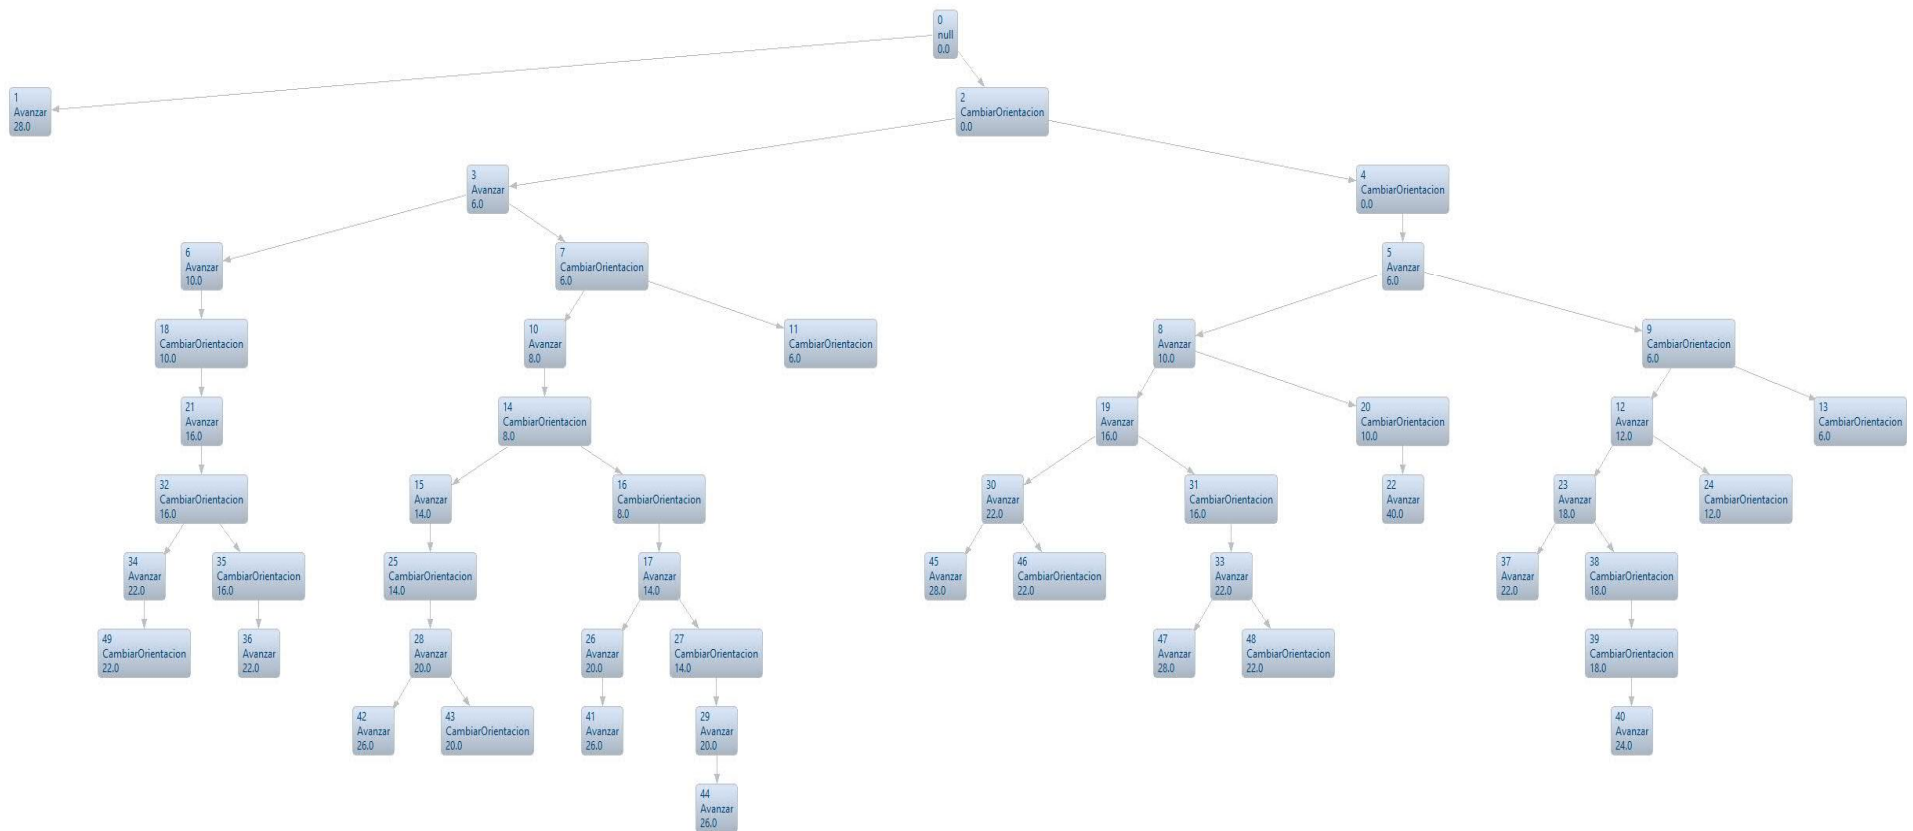 0
null
0.0
1
Avanzar
28.0
2
CambiarOrientacion
0.0
3
Avanzar
6.0
4
CambiarOrientacion
0.0
6
Avanzar
10.0
7
CambiarOrientacion
6.0
5
Avanzar
6.0
18
CambiarOrientacion
10.0
10
Avanzar
8.0
11
CambiarOrientacion
6.0
8
Avanzar
10.0
9
CambiarOrientacion
6.0
21
Avanzar
16.0
14
CambiarOrientacion
8.0
19
Avanzar
16.0
20
CambiarOrientacion
10.0
12
Avanzar
12.0
13
CambiarOrientacion
6.0
32
CambiarOrientacion
16.0
15
Avanzar
14.0
16
CambiarOrientacion
8.0
30
Avanzar
22.0
31
CambiarOrientacion
16.0
22
Avanzar
40.0
23
Avanzar
18.0
24
CambiarOrientacion
12.0
34
Avanzar
22.0
35
CambiarOrientacion
16.0
25
CambiarOrientacion
14.0
17
Avanzar
14.0
45
Avanzar
28.0
46
CambiarOrientacion
22.0
33
Avanzar
22.0
37
Avanzar
22.0
38
CambiarOrientacion
18.0
49
CambiarOrientacion
22.0
36
Avanzar
22.0
28
Avanzar
20.0
26
Avanzar
20.0
27
CambiarOrientacion
14.0
47
Avanzar
28.0
48
CambiarOrientacion
22.0
39
CambiarOrientacion
18.0
42
Avanzar
26.0
43
CambiarOrientacion
20.0
41
Avanzar
26.0
29
Avanzar
20.0
40
Avanzar
24.0
44
Avanzar
26.0